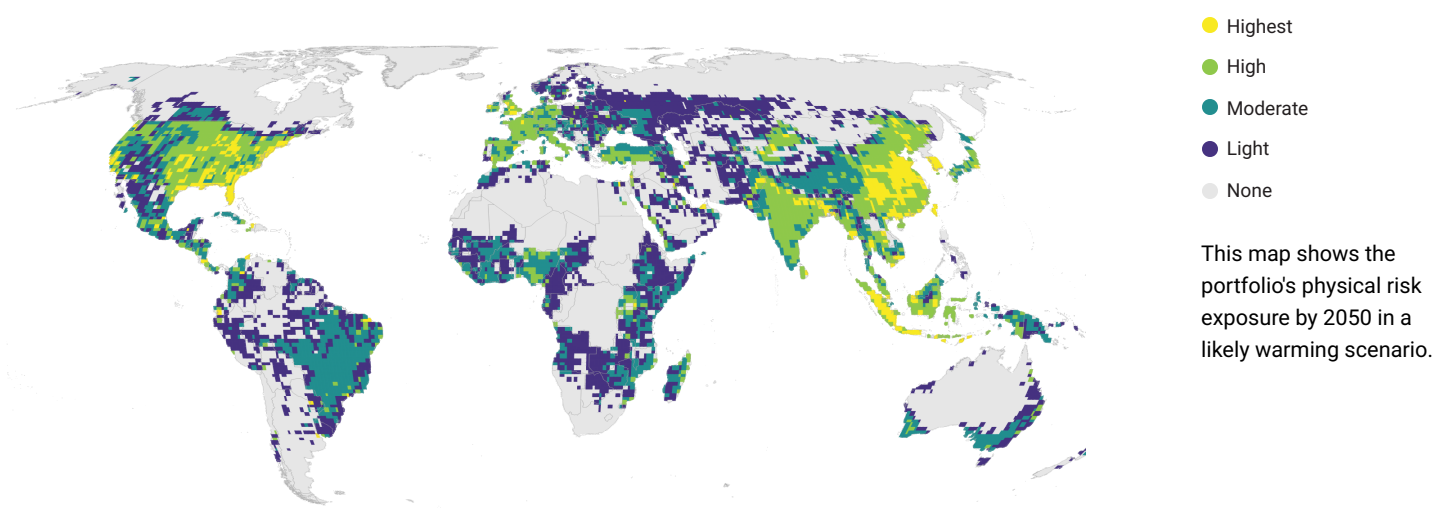 Highest
High
Moderate
Light
None
This map shows the
portfolio's physical risk
exposure by 2050 in a
likely warming scenario.